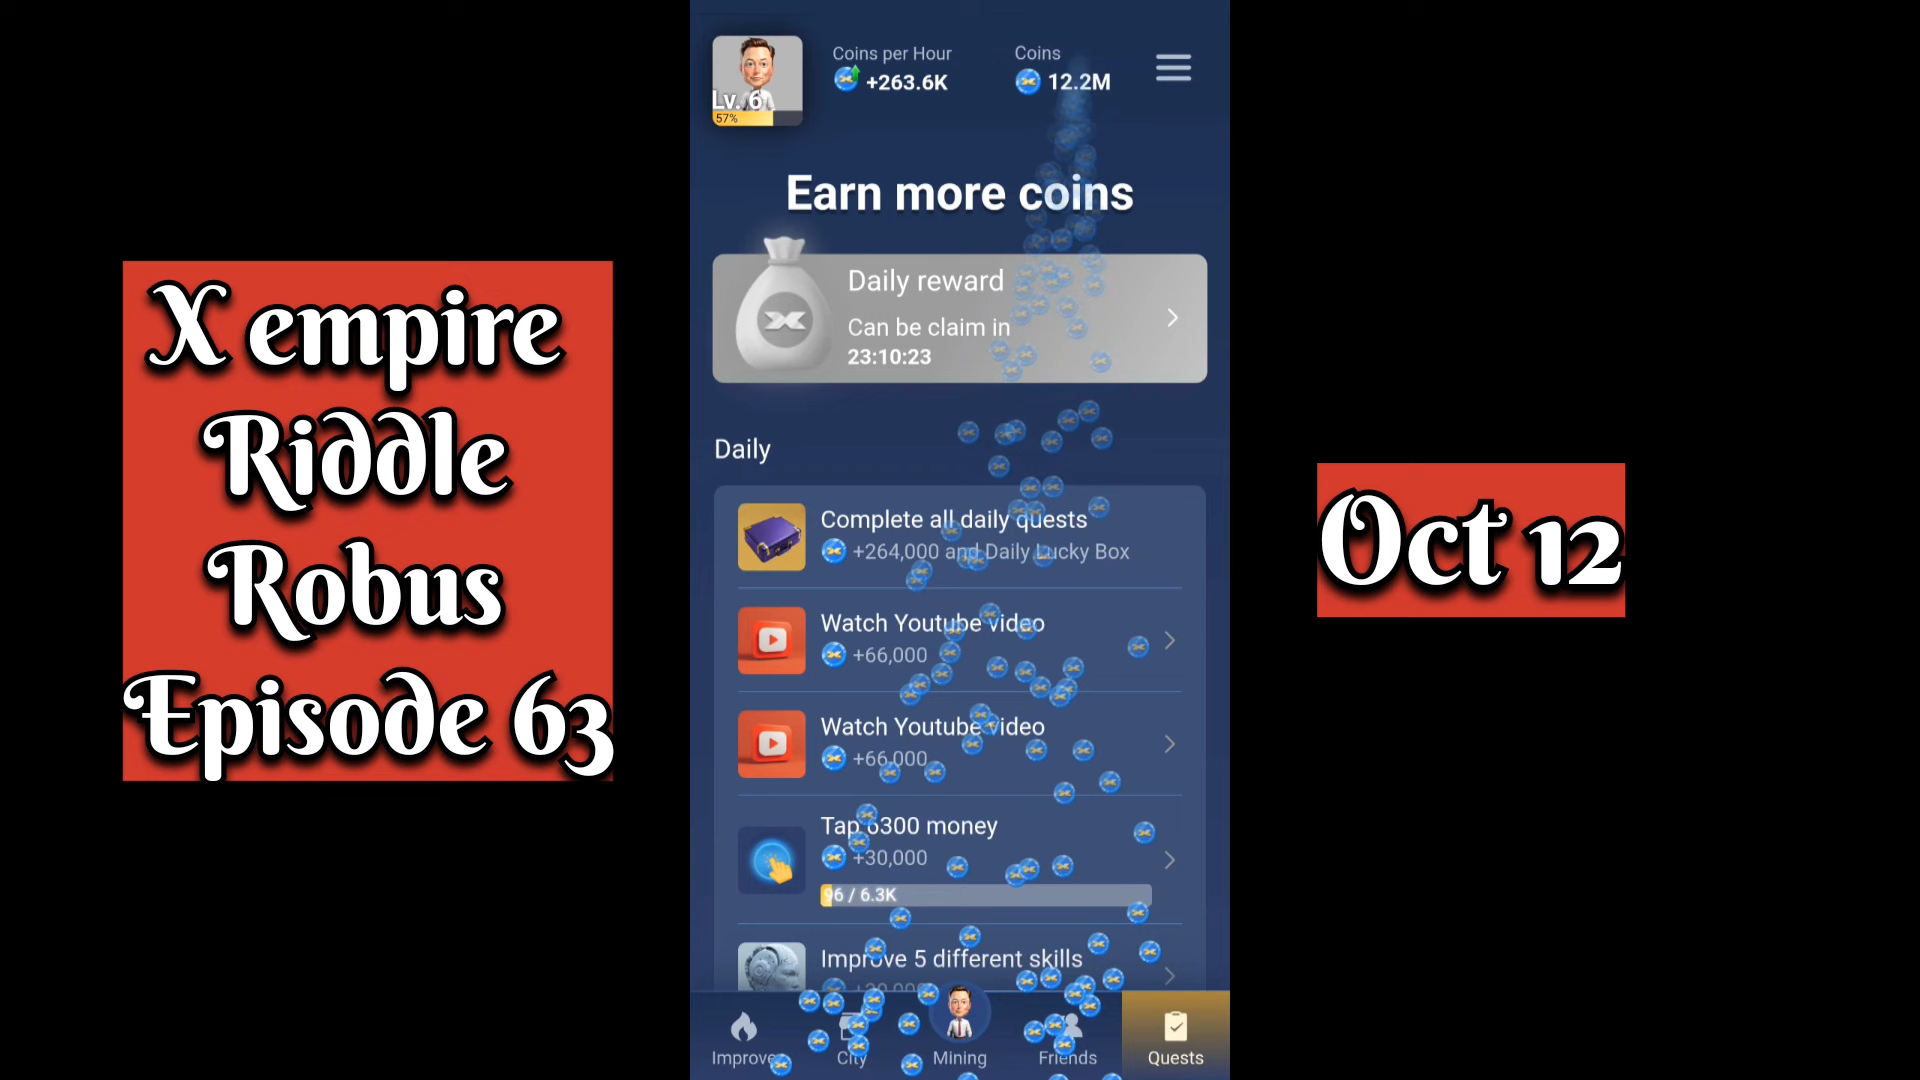 X empire
Riddle
Robus
Episode 63
Coins per Hour
+263.6K
Coins
12.2M
Lv. 6
57%
Earn more coins
Daily reward
Can be claim in
23:10:23
Daily
Complete all daily quests
+264,000 and Daily Lucky Box
Watch Youtube video
+66,000
Watch Youtube video
+66,000
Tap 6300 money
+30,000
96 / 6.3K
Improve 5 different skills
Improve
City
Mining
Friends
Quests
Oct 12